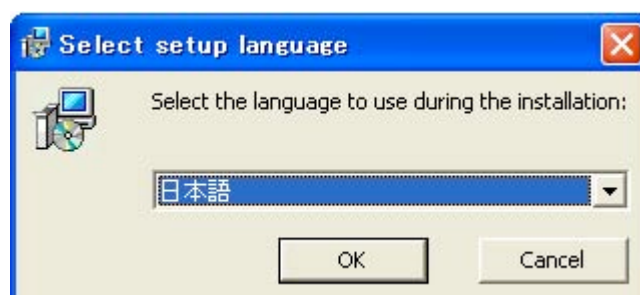 Select setup language
Select the language to use during the installation:
日本語
OK
Cancel